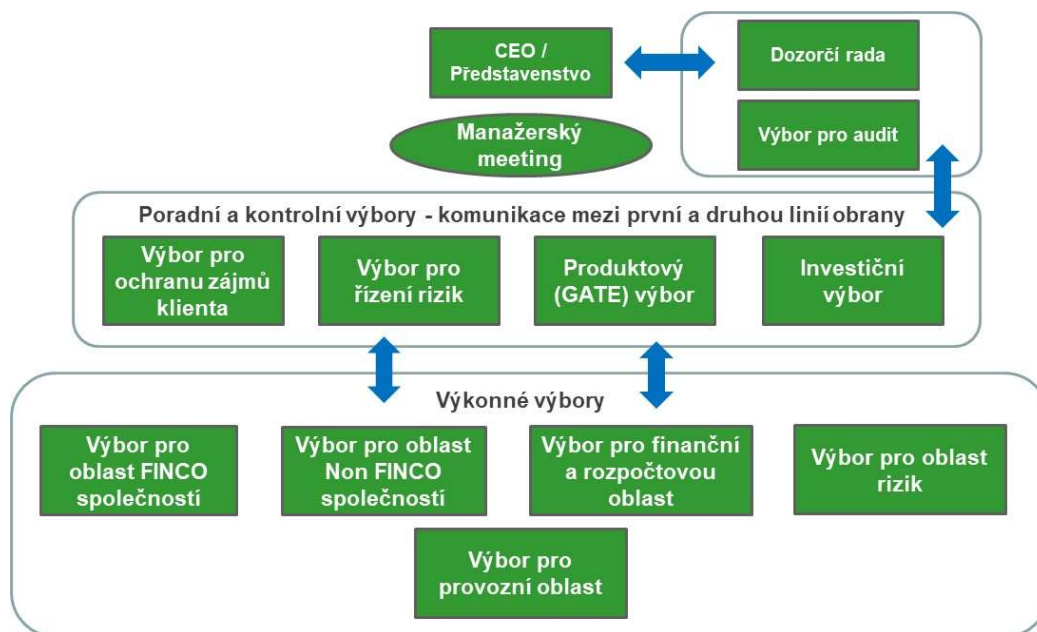 CEO /
Představenstvo
Dozorčí rada
Manažerský
meeting
Výbor pro audit
Poradní a kontrolní výbory - komunikace mezi první a druhou linií obrany
Výbor pro
ochranu zájmů
klienta
Výbor pro
řízení rizik
Produktový
(GATE) výbor
Investiční
výbor
Výkonné výbory
Výbor pro
oblast FINCO
společností
Výbor pro oblast
Non FINCO
společností
Výbor pro finanční
a rozpočtovou
oblast
Výbor pro oblast
rizik
Výbor pro
provozní oblast